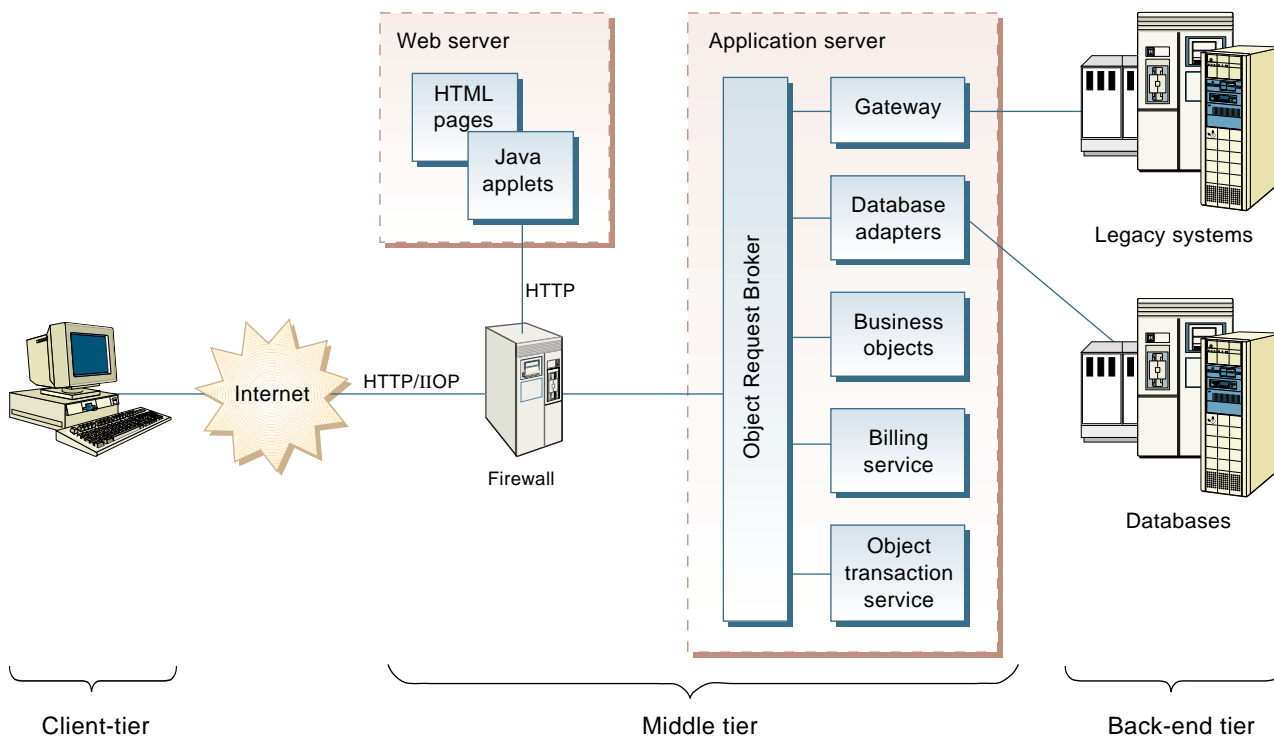 Web server
HTML
pages
Java
applets
HTTP
Application server
Object Request Broker
Gateway
Database
adapters
Business
objects
Billing
service
Object
transaction
service
Legacy systems
Databases
Internet
HTTP/IIOP
Firewall
Client-tier
Middle tier
Back-end tier